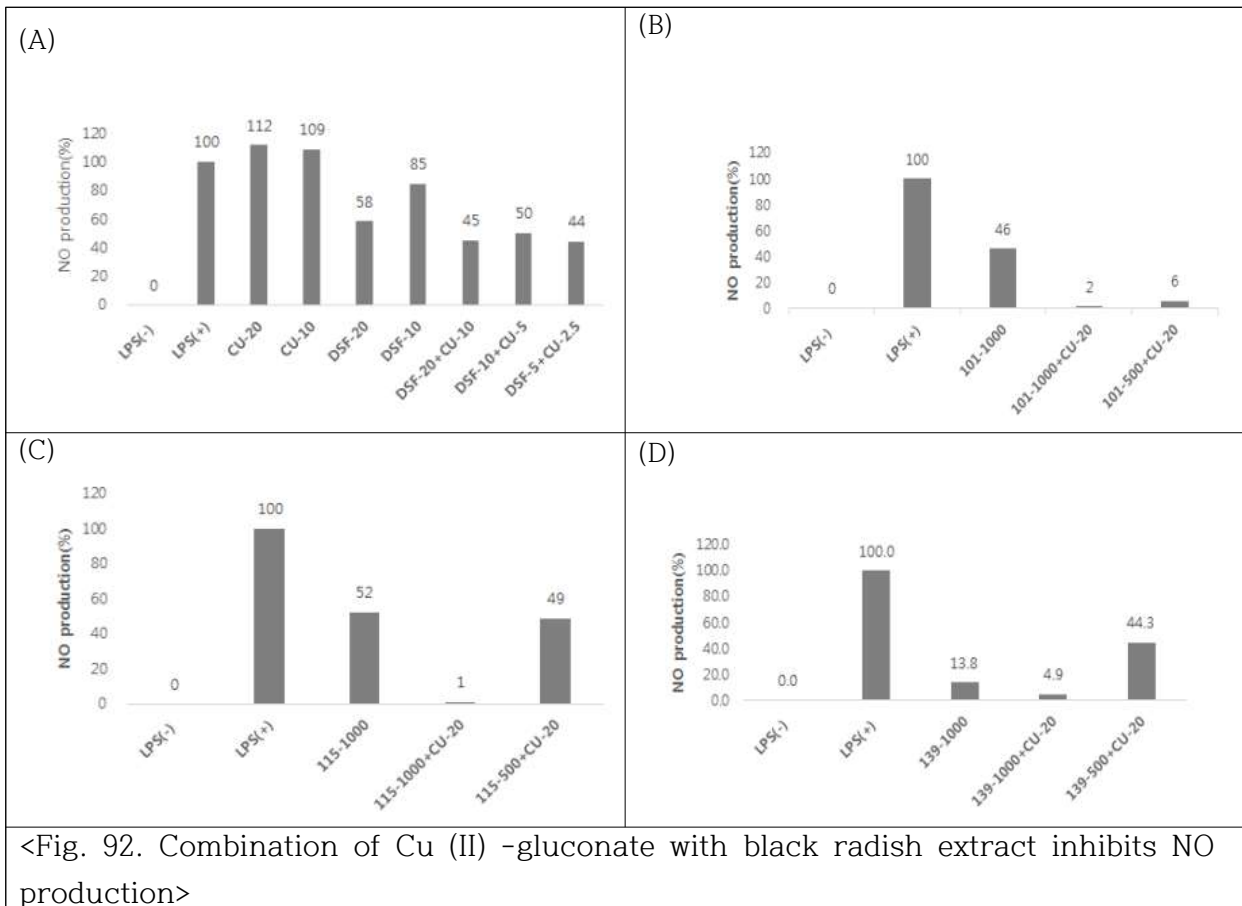 (A)
NO production(%)
120
100
80
60
40
20
0
0
100
112
109
58
85
45
50
44
LPS(-)
LPS(+)
CU-20
CU-10
DSF-20
DSF-10
DSF-20+CU-10
DSF-10+CU-5
DSF-5+CU-2.5
(B)
NO production(%)
120
100
80
60
40
20
0
0
100
46
2
6
LPS(-)
LPS(+)
101-1000
101-1000+CU-20
101-500+CU-20
(C)
NO production(%)
120
100
80
60
40
20
0
0
100
52
1
49
LPS(-)
LPS(+)
115-1000
115-1000+CU-20
115-500+CU-20
(D)
NO production(%)
120.0
100.0
80.0
60.0
40.0
20.0
0.0
0.0
100.0
13.8
4.9
44.3
LPS(-)
LPS(+)
139-1000
139-1000+CU-20
139-500+CU-20
<Fig. 92. Combination of Cu (II) -gluconate with black radish extract inhibits NO
production>